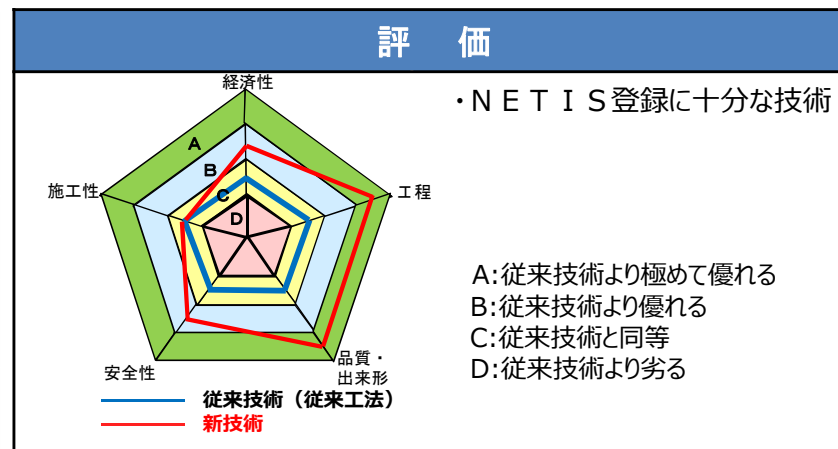 評 価
経済性
・ＮＥＴＩＳ登録に十分な技術
A
B
施工性
工程
C
D
A:従来技術より極めて優れる
B:従来技術より優れる
C:従来技術と同等
D:従来技術より劣る
安全性
品質・
出来形
従来技術（従来工法）
新技術